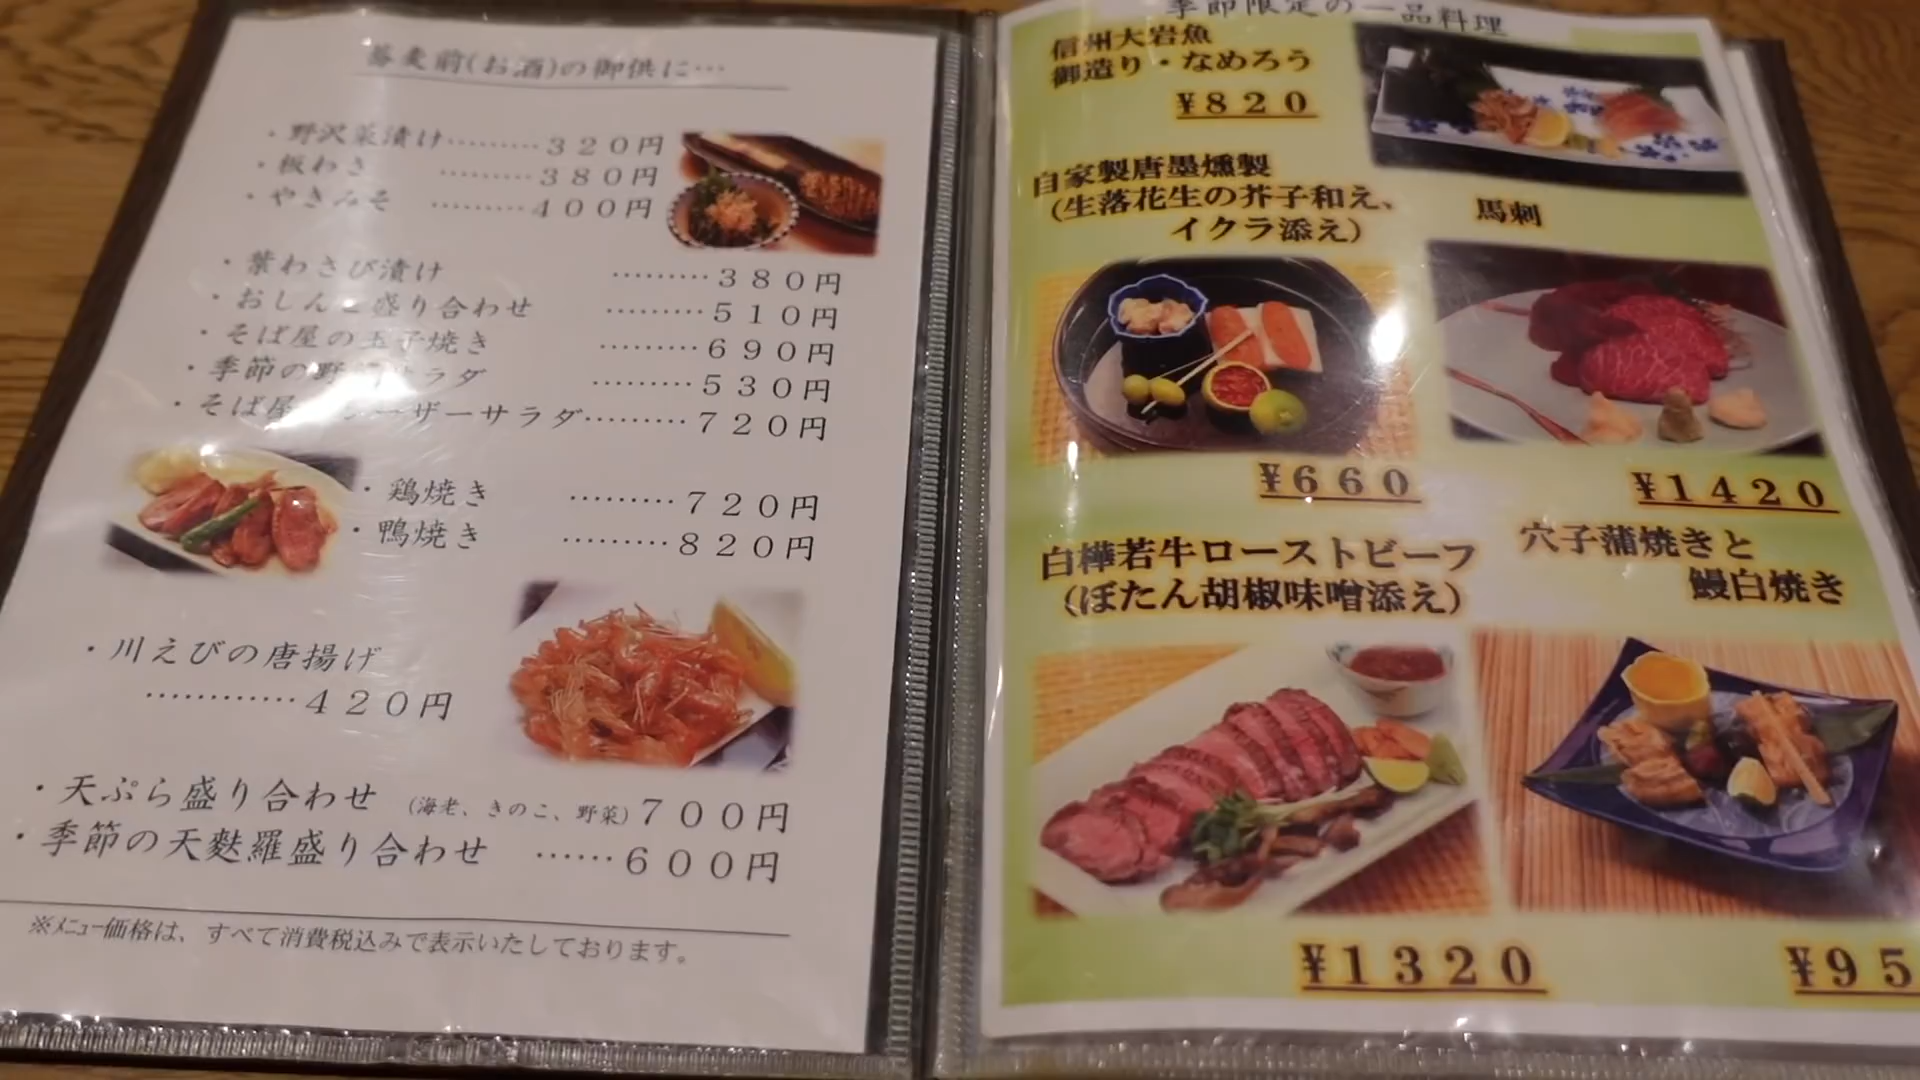 蕎麦前(お酒)の御供に…
・野沢菜漬け………320円
・板わさ ………380円
・やきみそ ………400円
・葉わさび漬け ………380円
・おしんこ盛り合わせ ………510円
・そば屋の玉子焼き ………690円
・季節の野 サラダ ………530円
・そば屋 ーザーサラダ………720円
・鶏焼き ………720円
・鴨焼き ………820円
・川えびの唐揚げ
…………420円
・天ぷら盛り合わせ (海老、きのこ、野菜)700円
・季節の天麩羅盛り合わせ ……600円
※メニュー価格は、すべて消費税込みで表示いたしております。
季節限定の一品料理
信州大岩魚
御造り・なめろう
¥820
自家製唐墨燻製
(生落花生の芥子和え、
イクラ添え)
¥660
馬刺
¥1420
白樺若牛ローストビーフ
(ぼたん胡椒味噌添え)
¥1320
穴子蒲焼きと
鰻白焼き
¥95